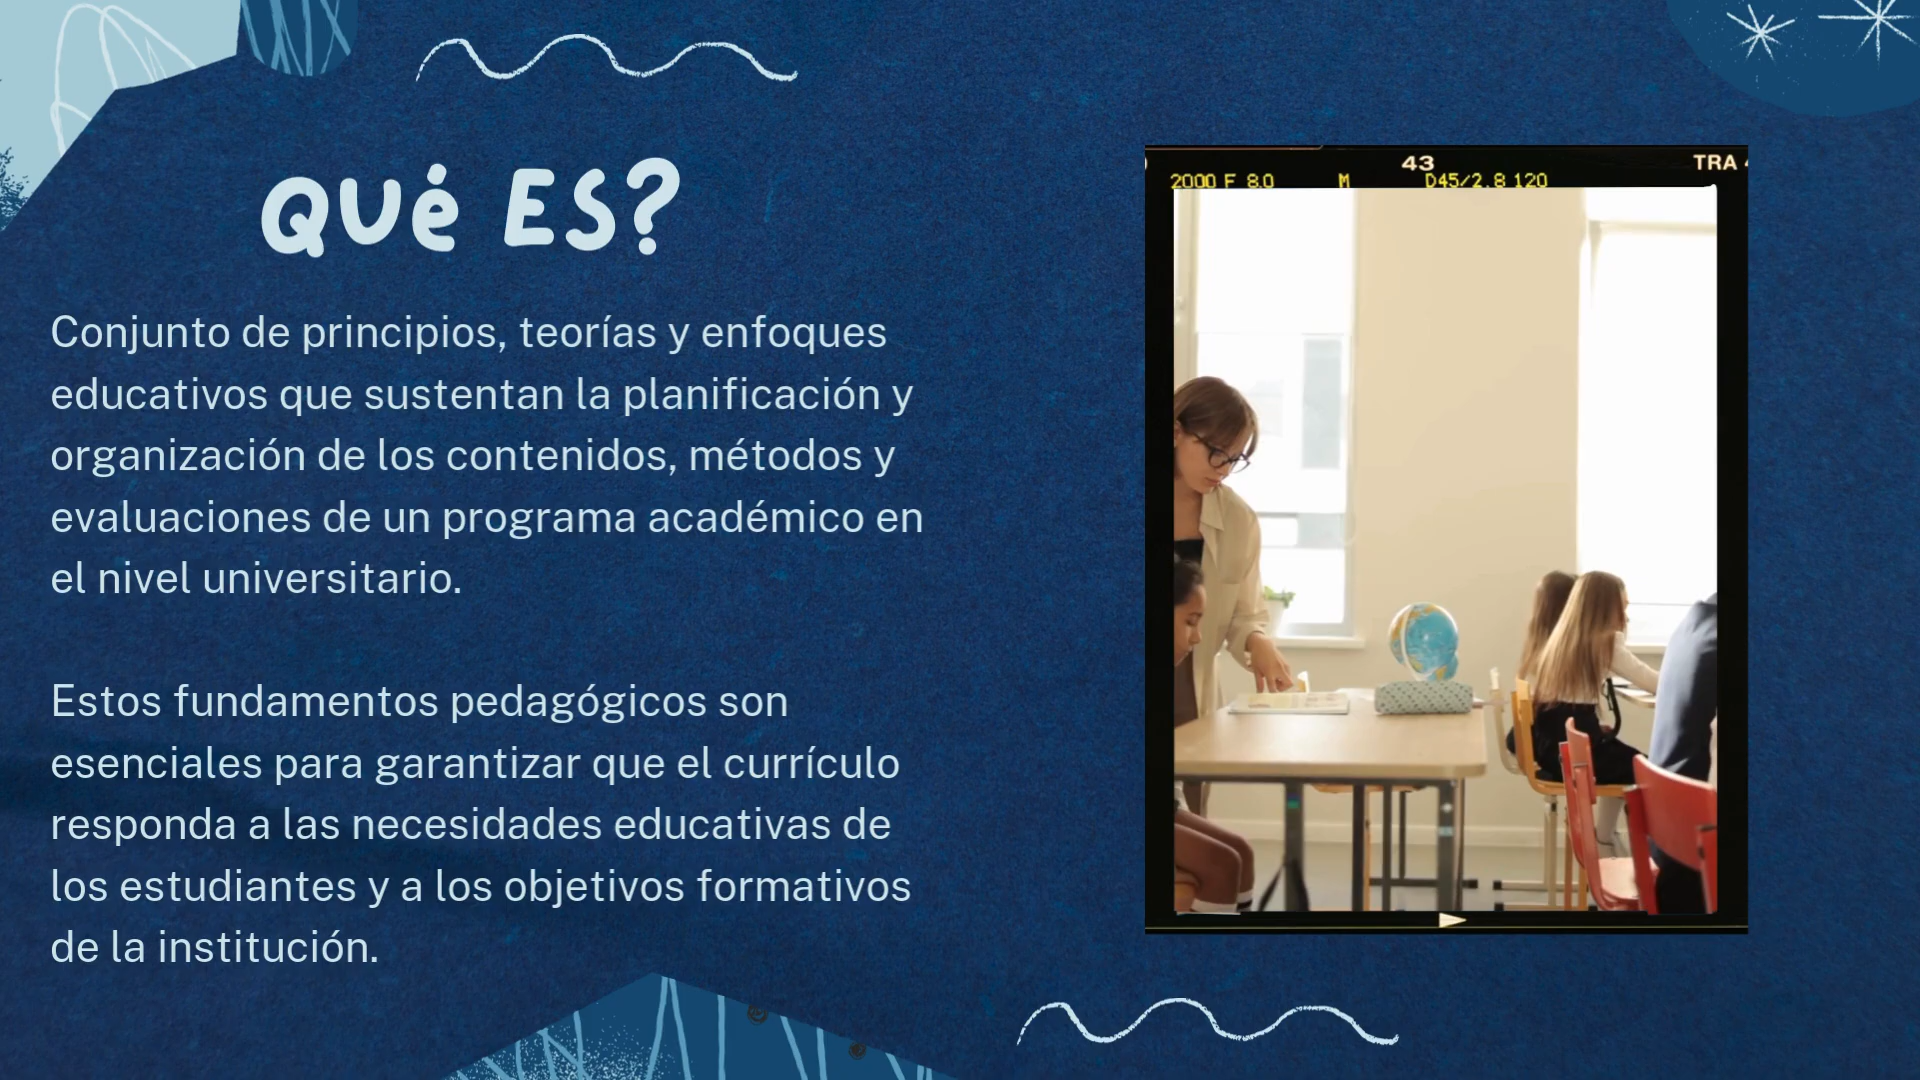 QUé ES?
Conjunto de principios, teorías y enfoques
educativos que sustentan la planificación y
organización de los contenidos, métodos y
evaluaciones de un programa académico en
el nivel universitario.
Estos fundamentos pedagógicos son
esenciales para garantizar que el currículo
responda a las necesidades educativas de
los estudiantes y a los objetivos formativos
de la institución.
43 TRA
2000 F 8.0 M D45/2.8 120